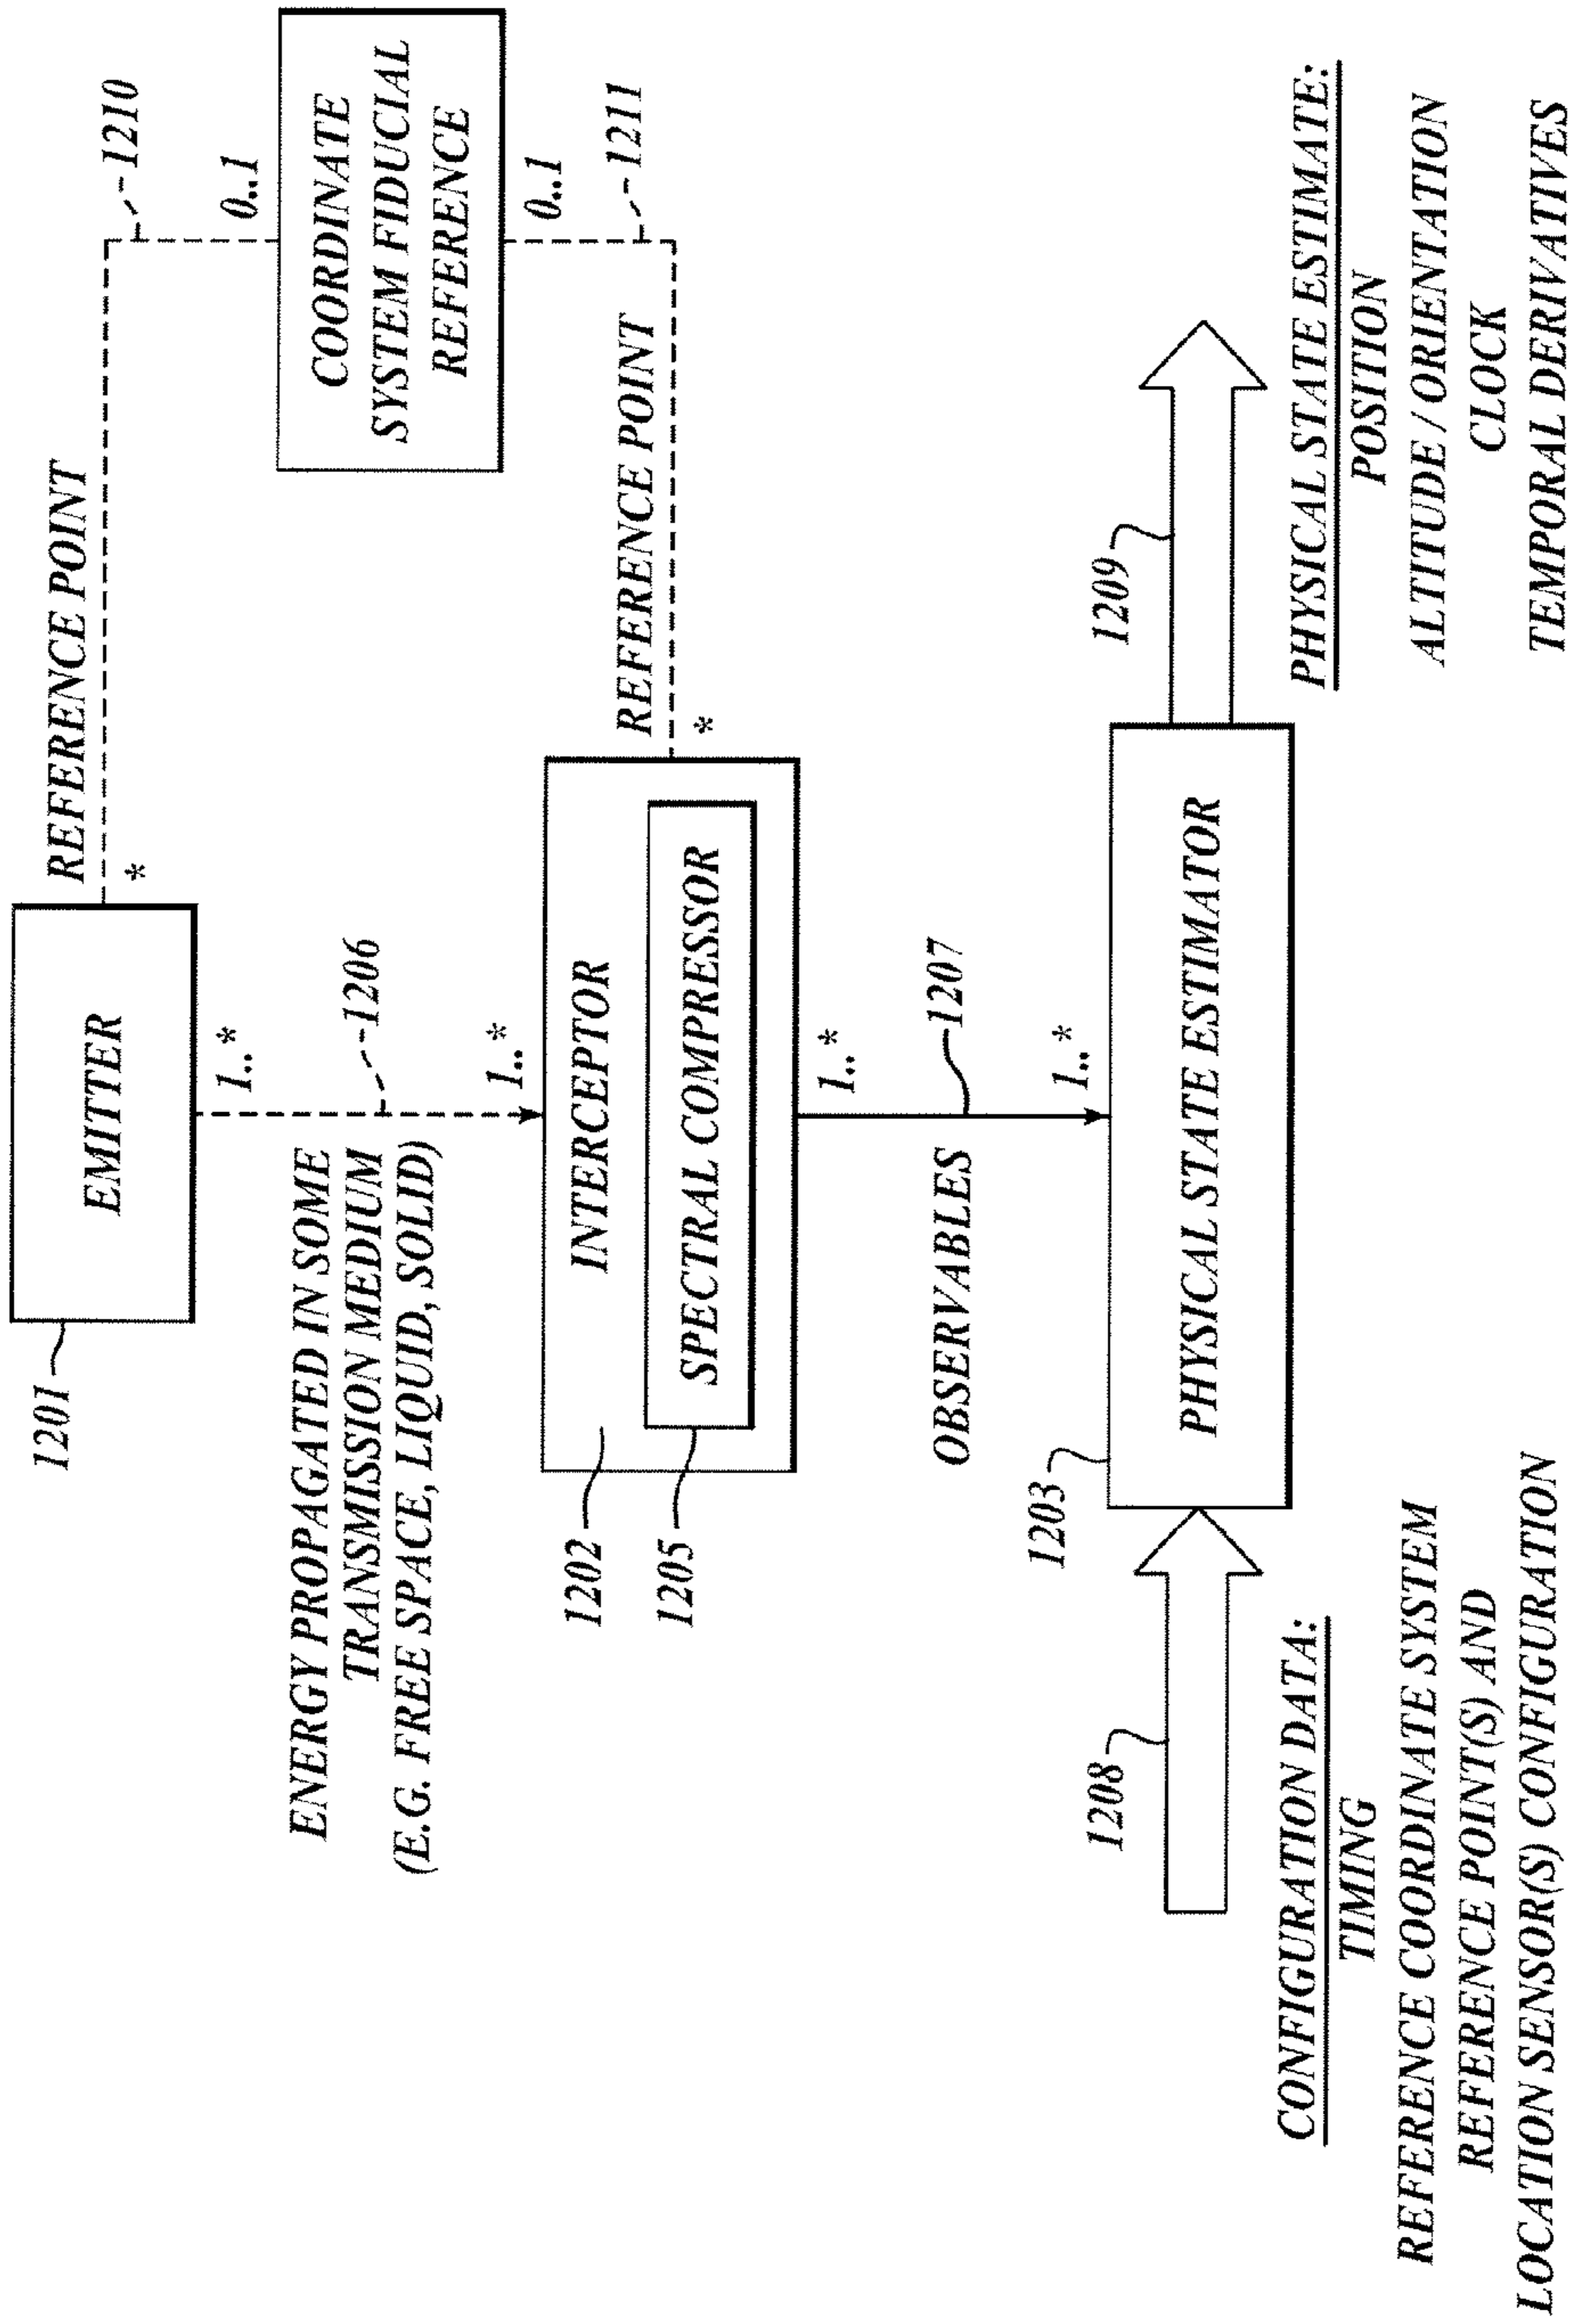 1201
EMITTER
REFERENCE POINT
*
1210
0..1
COORDINATE
SYSTEM FIDUCIAL
REFERENCE
0..1
1211
REFERENCE POINT
*
1..*
1206
ENERGY PROPAGATED IN SOME
TRANSMISSION MEDIUM
(E.G. FREE SPACE, LIQUID, SOLID)
1..*
1202
INTERCEPTOR
1205
SPECTRAL COMPRESSOR
1..*
OBSERVABLES
1207
1..*
1203
PHYSICAL STATE ESTIMATOR
1208
CONFIGURATION DATA:
TIMING
REFERENCE COORDINATE SYSTEM
REFERENCE POINT(S) AND
LOCATION SENSOR(S) CONFIGURATION
1209
PHYSICAL STATE ESTIMATE:
POSITION
ALTITUDE / ORIENTATION
CLOCK
TEMPORAL DERIVATIVES